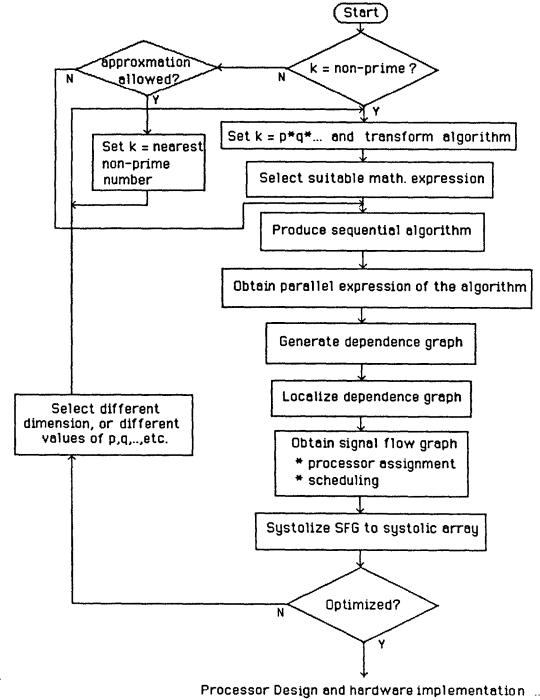 Start
approxmation
allowed?
N
Y
k = non-prime ?
N
Y
Set k = nearest
non-prime
number
Set k = p*q*... and transform algorithm
Select suitable math. expression
Produce sequential algorithm
Obtain parallel expression of the algorithm
Generate dependence graph
Localize dependence graph
Select different
dimension, or different
values of p,q,..,etc.
Obtain signal flow graph
* processor assignment
* scheduling
Systolize SFG to systolic array
Optimized?
N
Y
Processor Design and hardware implementation